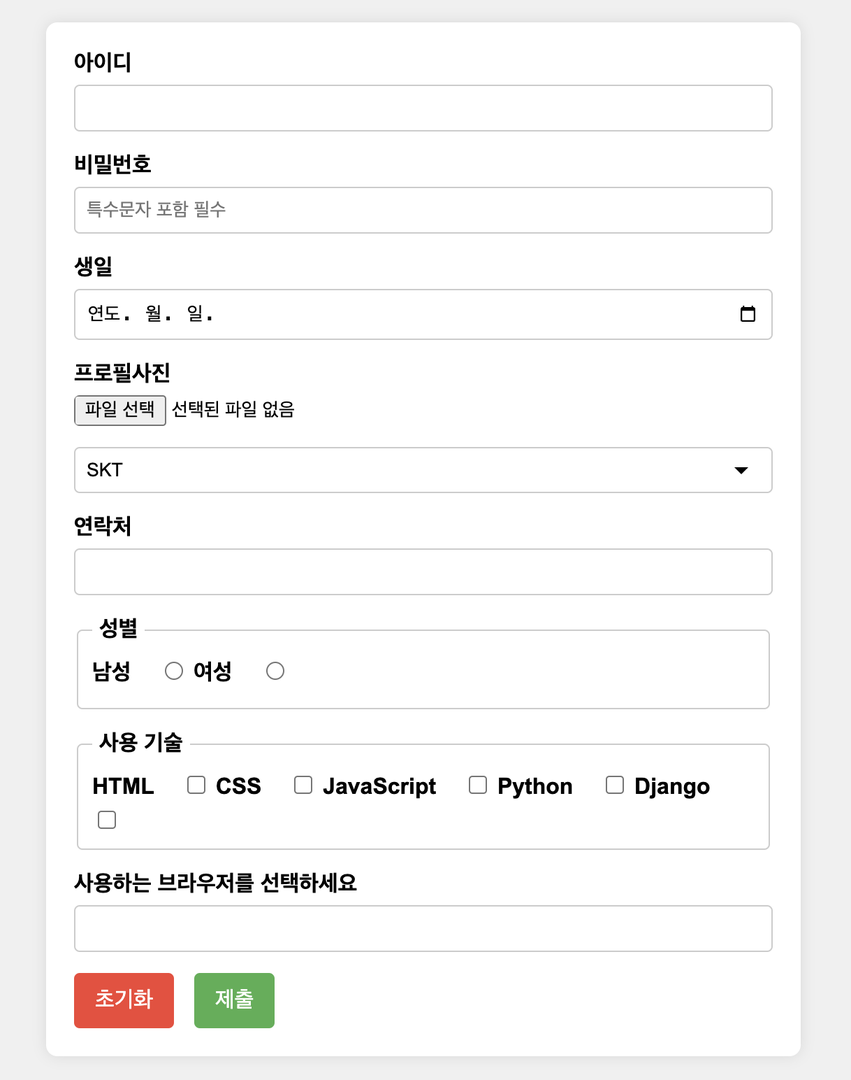 아이디
비밀번호
특수문자 포함 필수
생일
연도. 월. 일.
프로필사진
파일 선택 선택된 파일 없음
SKT
연락처
성별
남성 여성
사용 기술
HTML CSS JavaScript Python Django
사용하는 브라우저를 선택하세요
초기화 제출